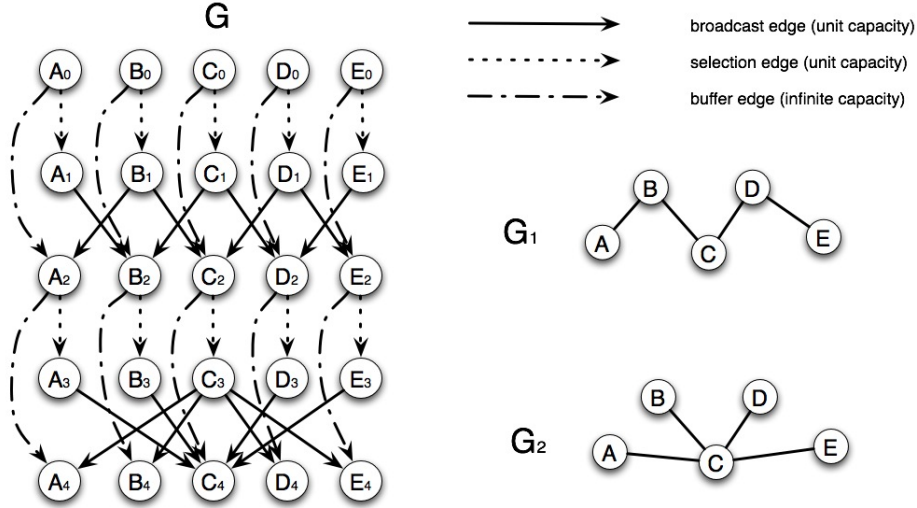 G
broadcast edge (unit capacity)
selection edge (unit capacity)
buffer edge (infinite capacity)
A0 B0 C0 D0 E0
A1 B1 C1 D1 E1
A2 B2 C2 D2 E2
A3 B3 C3 D3 E3
A4 B4 C4 D4 E4
G1
B D
A C E
G2
B D
A C E